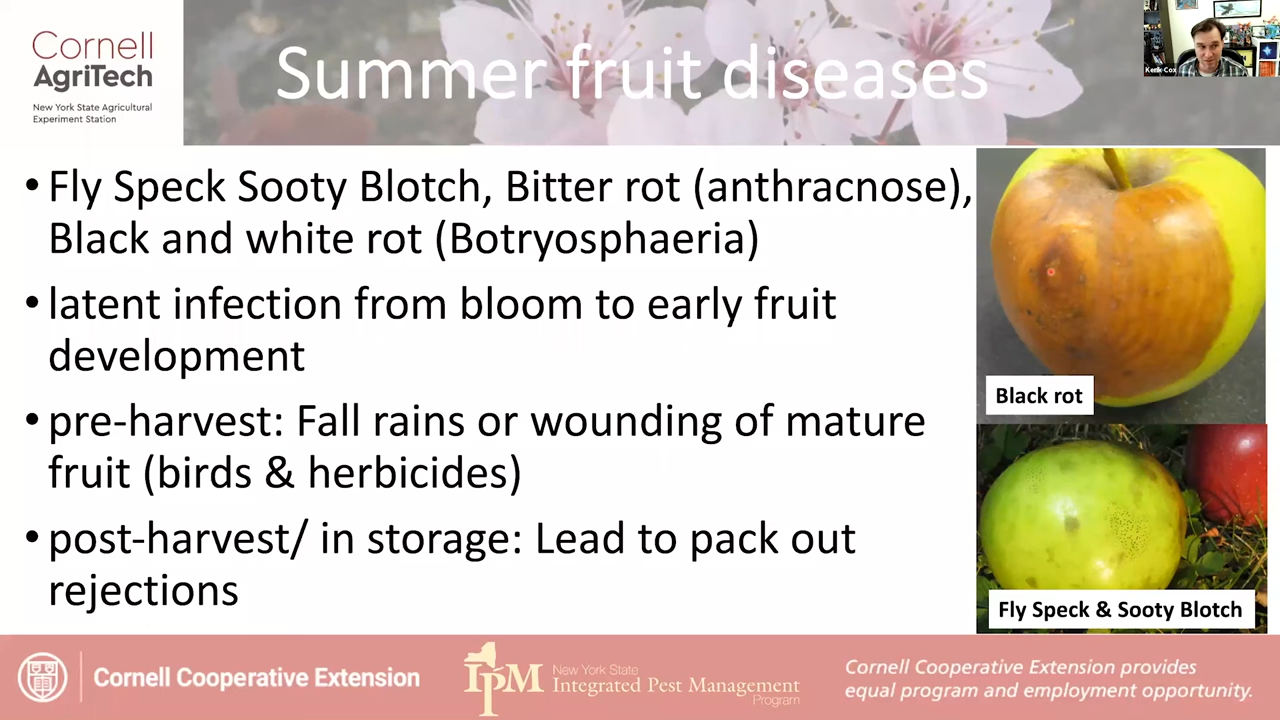 Cornell
AgriTech
New York State Agricultural
Experiment Station
Summer fruit diseases
Kerik Cox
• Fly Speck Sooty Blotch, Bitter rot (anthracnose),
Black and white rot (Botryosphaeria)
• latent infection from bloom to early fruit
development
• pre-harvest: Fall rains or wounding of mature
fruit (birds & herbicides)
• post-harvest/ in storage: Lead to pack out
rejections
Black rot
Fly Speck & Sooty Blotch
Cornell Cooperative Extension
IPM
New York State
Integrated Pest Management
Program
Cornell Cooperative Extension provides
equal program and employment opportunity.